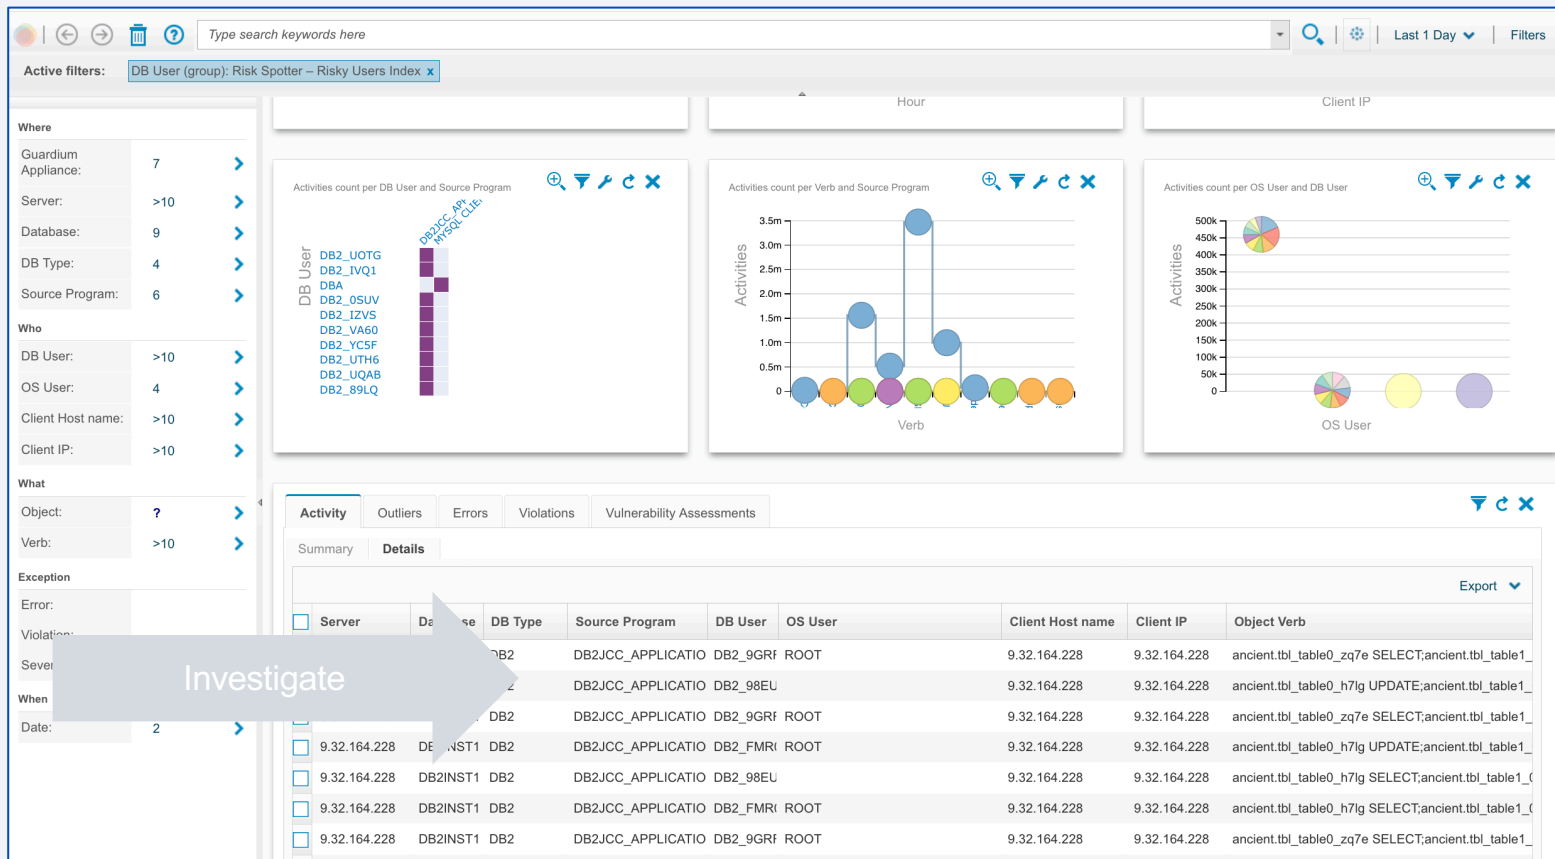 Type search keywords here
Last 1 Day
Filters
Active filters:
DB User (group): Risk Spotter – Risky Users Index x
Where
Guardium
Appliance:
7
Server:
>10
Database:
9
DB Type:
4
Source Program:
6
Who
DB User:
>10
OS User:
4
Client Host name:
>10
Client IP:
>10
What
Object:
?
Verb:
>10
Exception
Error:
When
Date:
2
Hour
Client IP
Activities count per DB User and Source Program
MYSQL CLIE
DB User
DB2_UOTG
DB2_IVQ1
DBA
DB2_0SUV
DB2_IZVS
DB2_VA60
DB2_YC5F
DB2_UTH6
DB2_UQAB
DB2_89LQ
Activities count per Verb and Source Program
Activities
3.5m
3.0m
2.5m
2.0m
1.5m
1.0m
0.5m
0
Verb
Activities count per OS User and DB User
Activities
500k
450k
400k
350k
300k
250k
200k
150k
100k
50k
0
OS User
Activity Outliers Errors Violations Vulnerability Assessments
Summary Details
Export
Server DB Type Source Program DB User OS User Client Host name Client IP Object Verb
DB2 DB2JCC_APPLICATIO DB2_9GRF ROOT 9.32.164.228 9.32.164.228 ancient.tbl_table0_zq7e SELECT;ancient.tbl_table1_
DB2JCC_APPLICATIO DB2_98EU 9.32.164.228 9.32.164.228 ancient.tbl_table0_h7lg UPDATE;ancient.tbl_table1_
DB2 DB2JCC_APPLICATIO DB2_9GRF ROOT 9.32.164.228 9.32.164.228 ancient.tbl_table0_zq7e SELECT;ancient.tbl_table1_
9.32.164.228 DB2JCC_APPLICATIO DB2_FMR ROOT 9.32.164.228 9.32.164.228 ancient.tbl_table0_h7lg UPDATE;ancient.tbl_table1_
9.32.164.228 DB2INST1 DB2 DB2JCC_APPLICATIO DB2_98EU 9.32.164.228 9.32.164.228 ancient.tbl_table0_h7lg SELECT;ancient.tbl_table1_
9.32.164.228 DB2INST1 DB2 DB2JCC_APPLICATIO DB2_FMR ROOT 9.32.164.228 9.32.164.228 ancient.tbl_table0_h7lg SELECT;ancient.tbl_table1_
9.32.164.228 DB2INST1 DB2 DB2JCC_APPLICATIO DB2_9GRF ROOT 9.32.164.228 9.32.164.228 ancient.tbl_table0_zq7e SELECT;ancient.tbl_table1_
Investigate